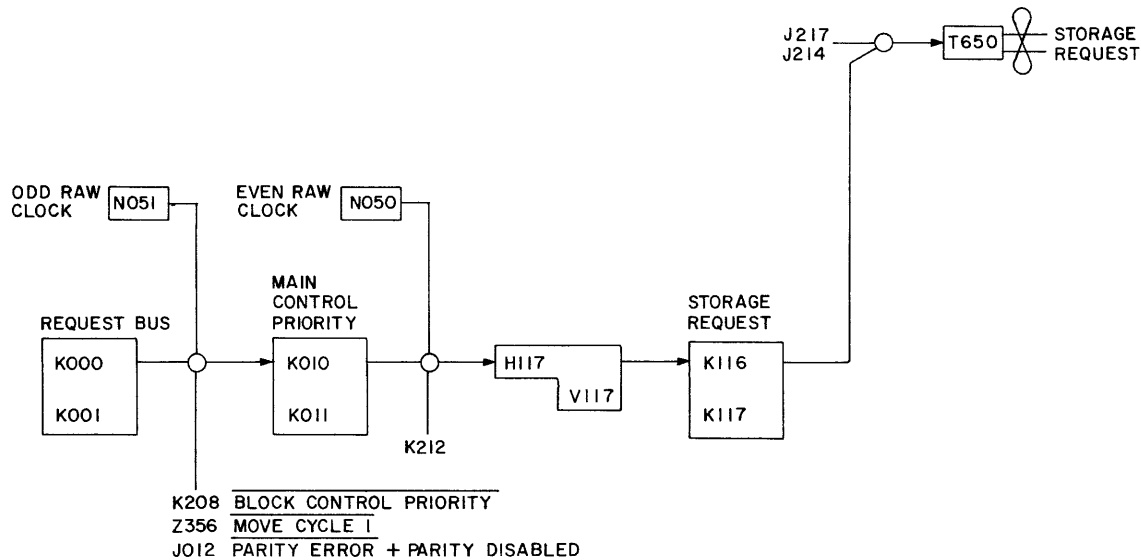 J217
J214
T650
STORAGE
REQUEST
ODD RAW
CLOCK
N051
EVEN RAW
CLOCK
N050
MAIN
CONTROL
PRIORITY
STORAGE
REQUEST
REQUEST BUS
K000
K001
K010
K011
H117
V117
K116
K117
K212
K208 BLOCK CONTROL PRIORITY
Z356 MOVE CYCLE 1
J012 PARITY ERROR + PARITY DISABLED